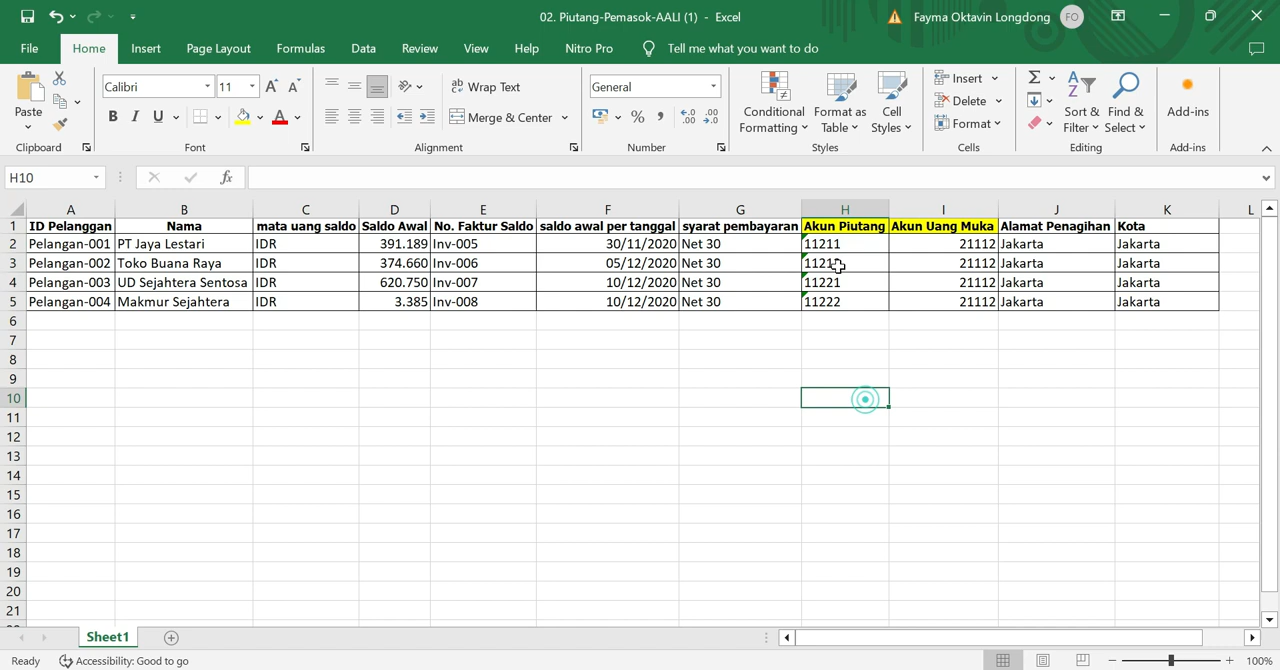 02. Piutang-Pemasok-AALI (1) - Excel
Fayma Oktavin Longdong
FO
File Home Insert Page Layout Formulas Data Review View Help Nitro Pro Tell me what you want to do
Calibri 11 Wrap Text General Insert
Paste Conditional Formatting Format as Table Cell Styles Delete Sort & Filter Find & Select Add-ins
B I U Merge & Center % Format
Clipboard Font Alignment Number Styles Cells Editing Add-ins
H10 fx
A B C D E F G H I J K L
1 ID Pelanggan Nama mata uang saldo Saldo Awal No. Faktur Saldo saldo awal per tanggal syarat pembayaran Akun Piutang Akun Uang Muka Alamat Penagihan Kota
2 Pelangan-001 PT Jaya Lestari IDR 391.189 Inv-005 30/11/2020 Net 30 11211 21112 Jakarta Jakarta
3 Pelangan-002 Toko Buana Raya IDR 374.660 Inv-006 05/12/2020 Net 30 21112 Jakarta Jakarta
4 Pelangan-003 UD Sejahtera Sentosa IDR 620.750 Inv-007 10/12/2020 Net 30 11221 21112 Jakarta Jakarta
5 Pelangan-004 Makmur Sejahtera IDR 3.385 Inv-008 10/12/2020 Net 30 11222 21112 Jakarta Jakarta
6
7
8
9
10
11
12
13
14
15
16
17
18
19
20
21
Sheet1
Ready Accessibility: Good to go 100%